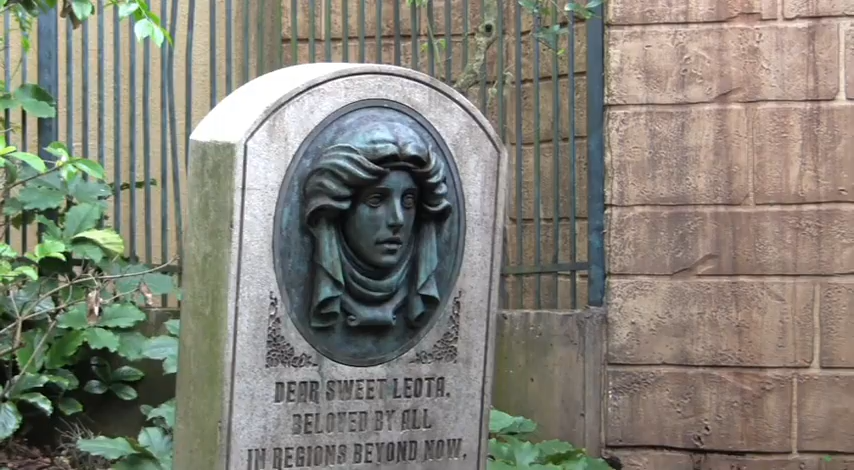 DEAR SWEET LEOTA,
BELOVED BY ALL.
IN REGIONS BEYOND NOW,